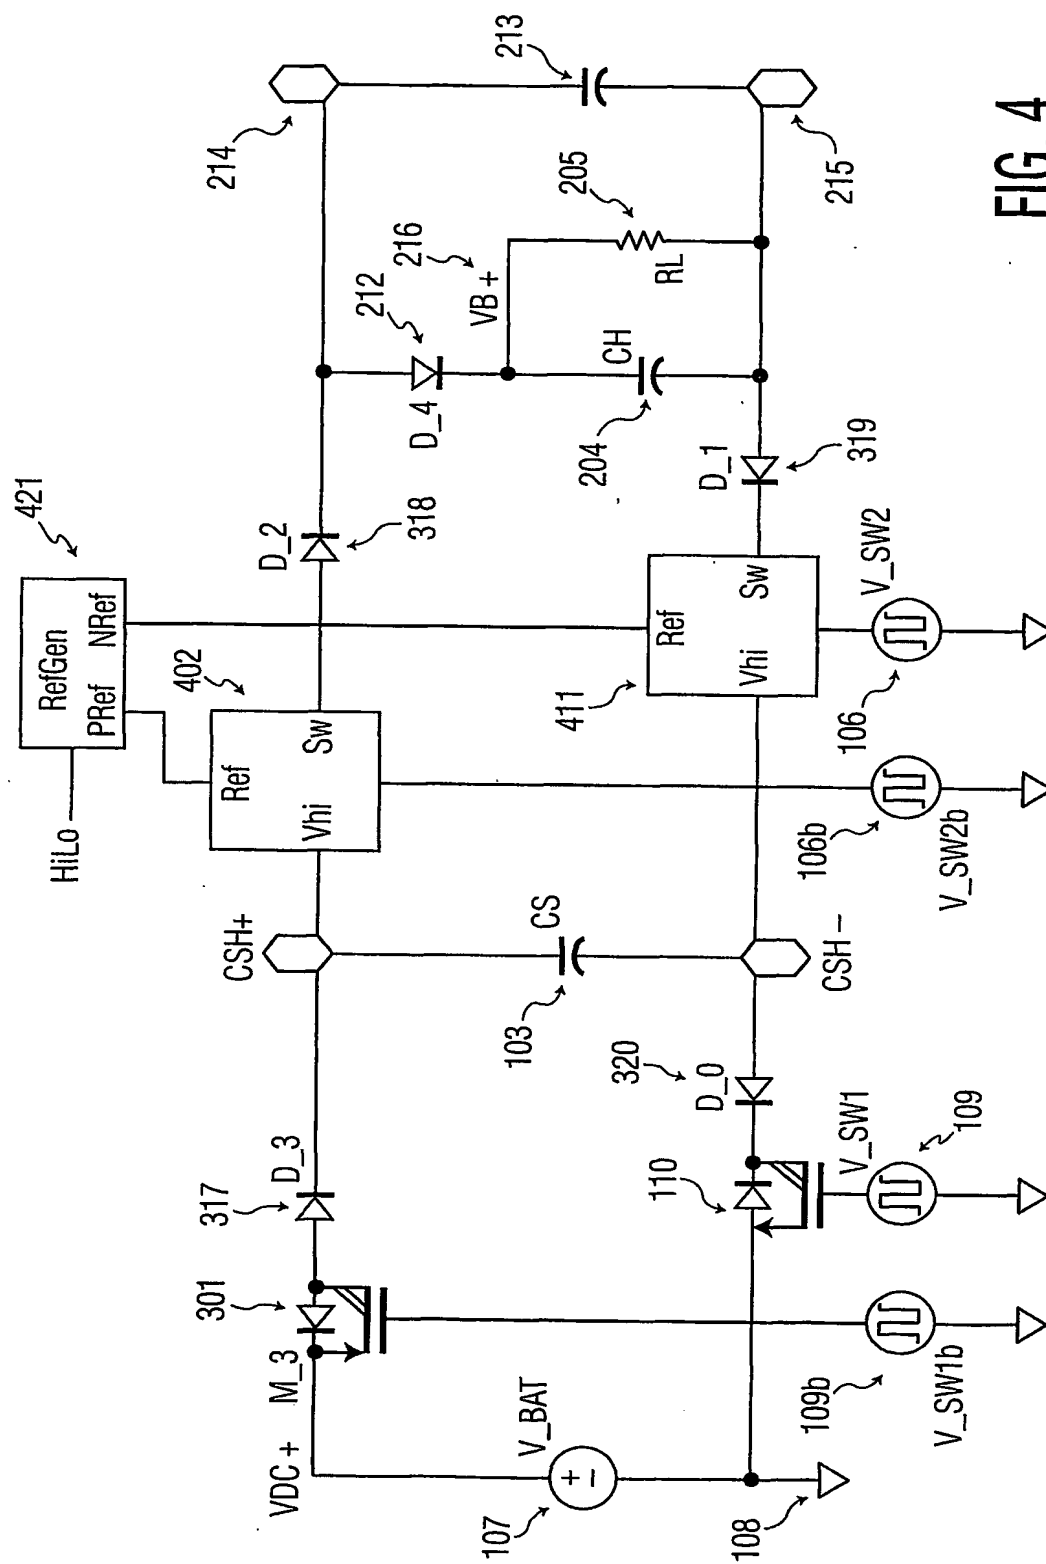 FIG 4
VDC +
M_3
301
317
D_3
CSH+
HiLo
RefGen
PRef NRef
421
402
Ref
Vhi
Sw
D_2
318
214
213
212
D_4
216
VB +
205
RL
CH
204
215
V_BAT
107
108
CS
103
320
D_0
110
CSH −
411
Ref
Vhi
Sw
D_1
319
109b
V_SW1b
V_SW1
109
106b
V_SW2b
106
V_SW2